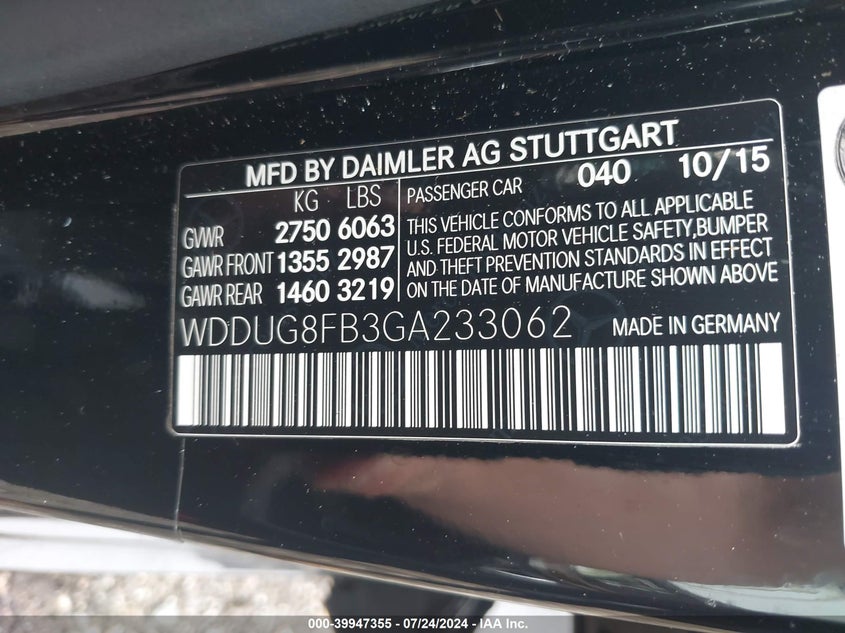 MFD BY DAIMLER AG STUTTGART
KG LBS
GVWR 2750 6063
GAWR FRONT 1355 2987
GAWR REAR 1460 3219
PASSENGER CAR 040 10/15
THIS VEHICLE CONFORMS TO ALL APPLICABLE
U.S. FEDERAL MOTOR VEHICLE SAFETY,BUMPER
AND THEFT PREVENTION STANDARDS IN EFFECT
ON THE DATE OF MANUFACTURE SHOWN ABOVE
WDDUG8FB3GA233062 MADE IN GERMANY
000-39947355 - 07/24/2024 - IAA Inc.